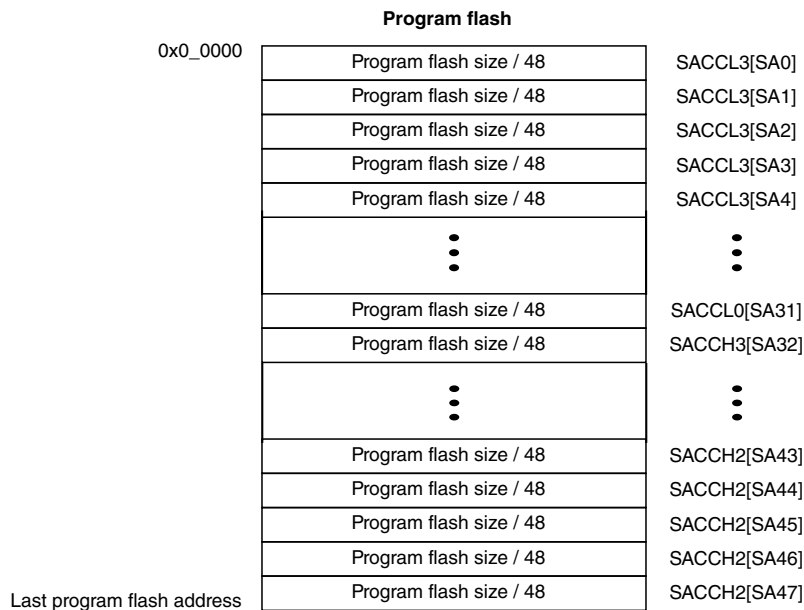 Program flash
0x0_0000
Program flash size / 48 SACCL3[SA0]
Program flash size / 48 SACCL3[SA1]
Program flash size / 48 SACCL3[SA2]
Program flash size / 48 SACCL3[SA3]
Program flash size / 48 SACCL3[SA4]
Program flash size / 48 SACCL0[SA31]
Program flash size / 48 SACCH3[SA32]
Program flash size / 48 SACCH2[SA43]
Program flash size / 48 SACCH2[SA44]
Program flash size / 48 SACCH2[SA45]
Program flash size / 48 SACCH2[SA46]
Program flash size / 48 SACCH2[SA47]
Last program flash address